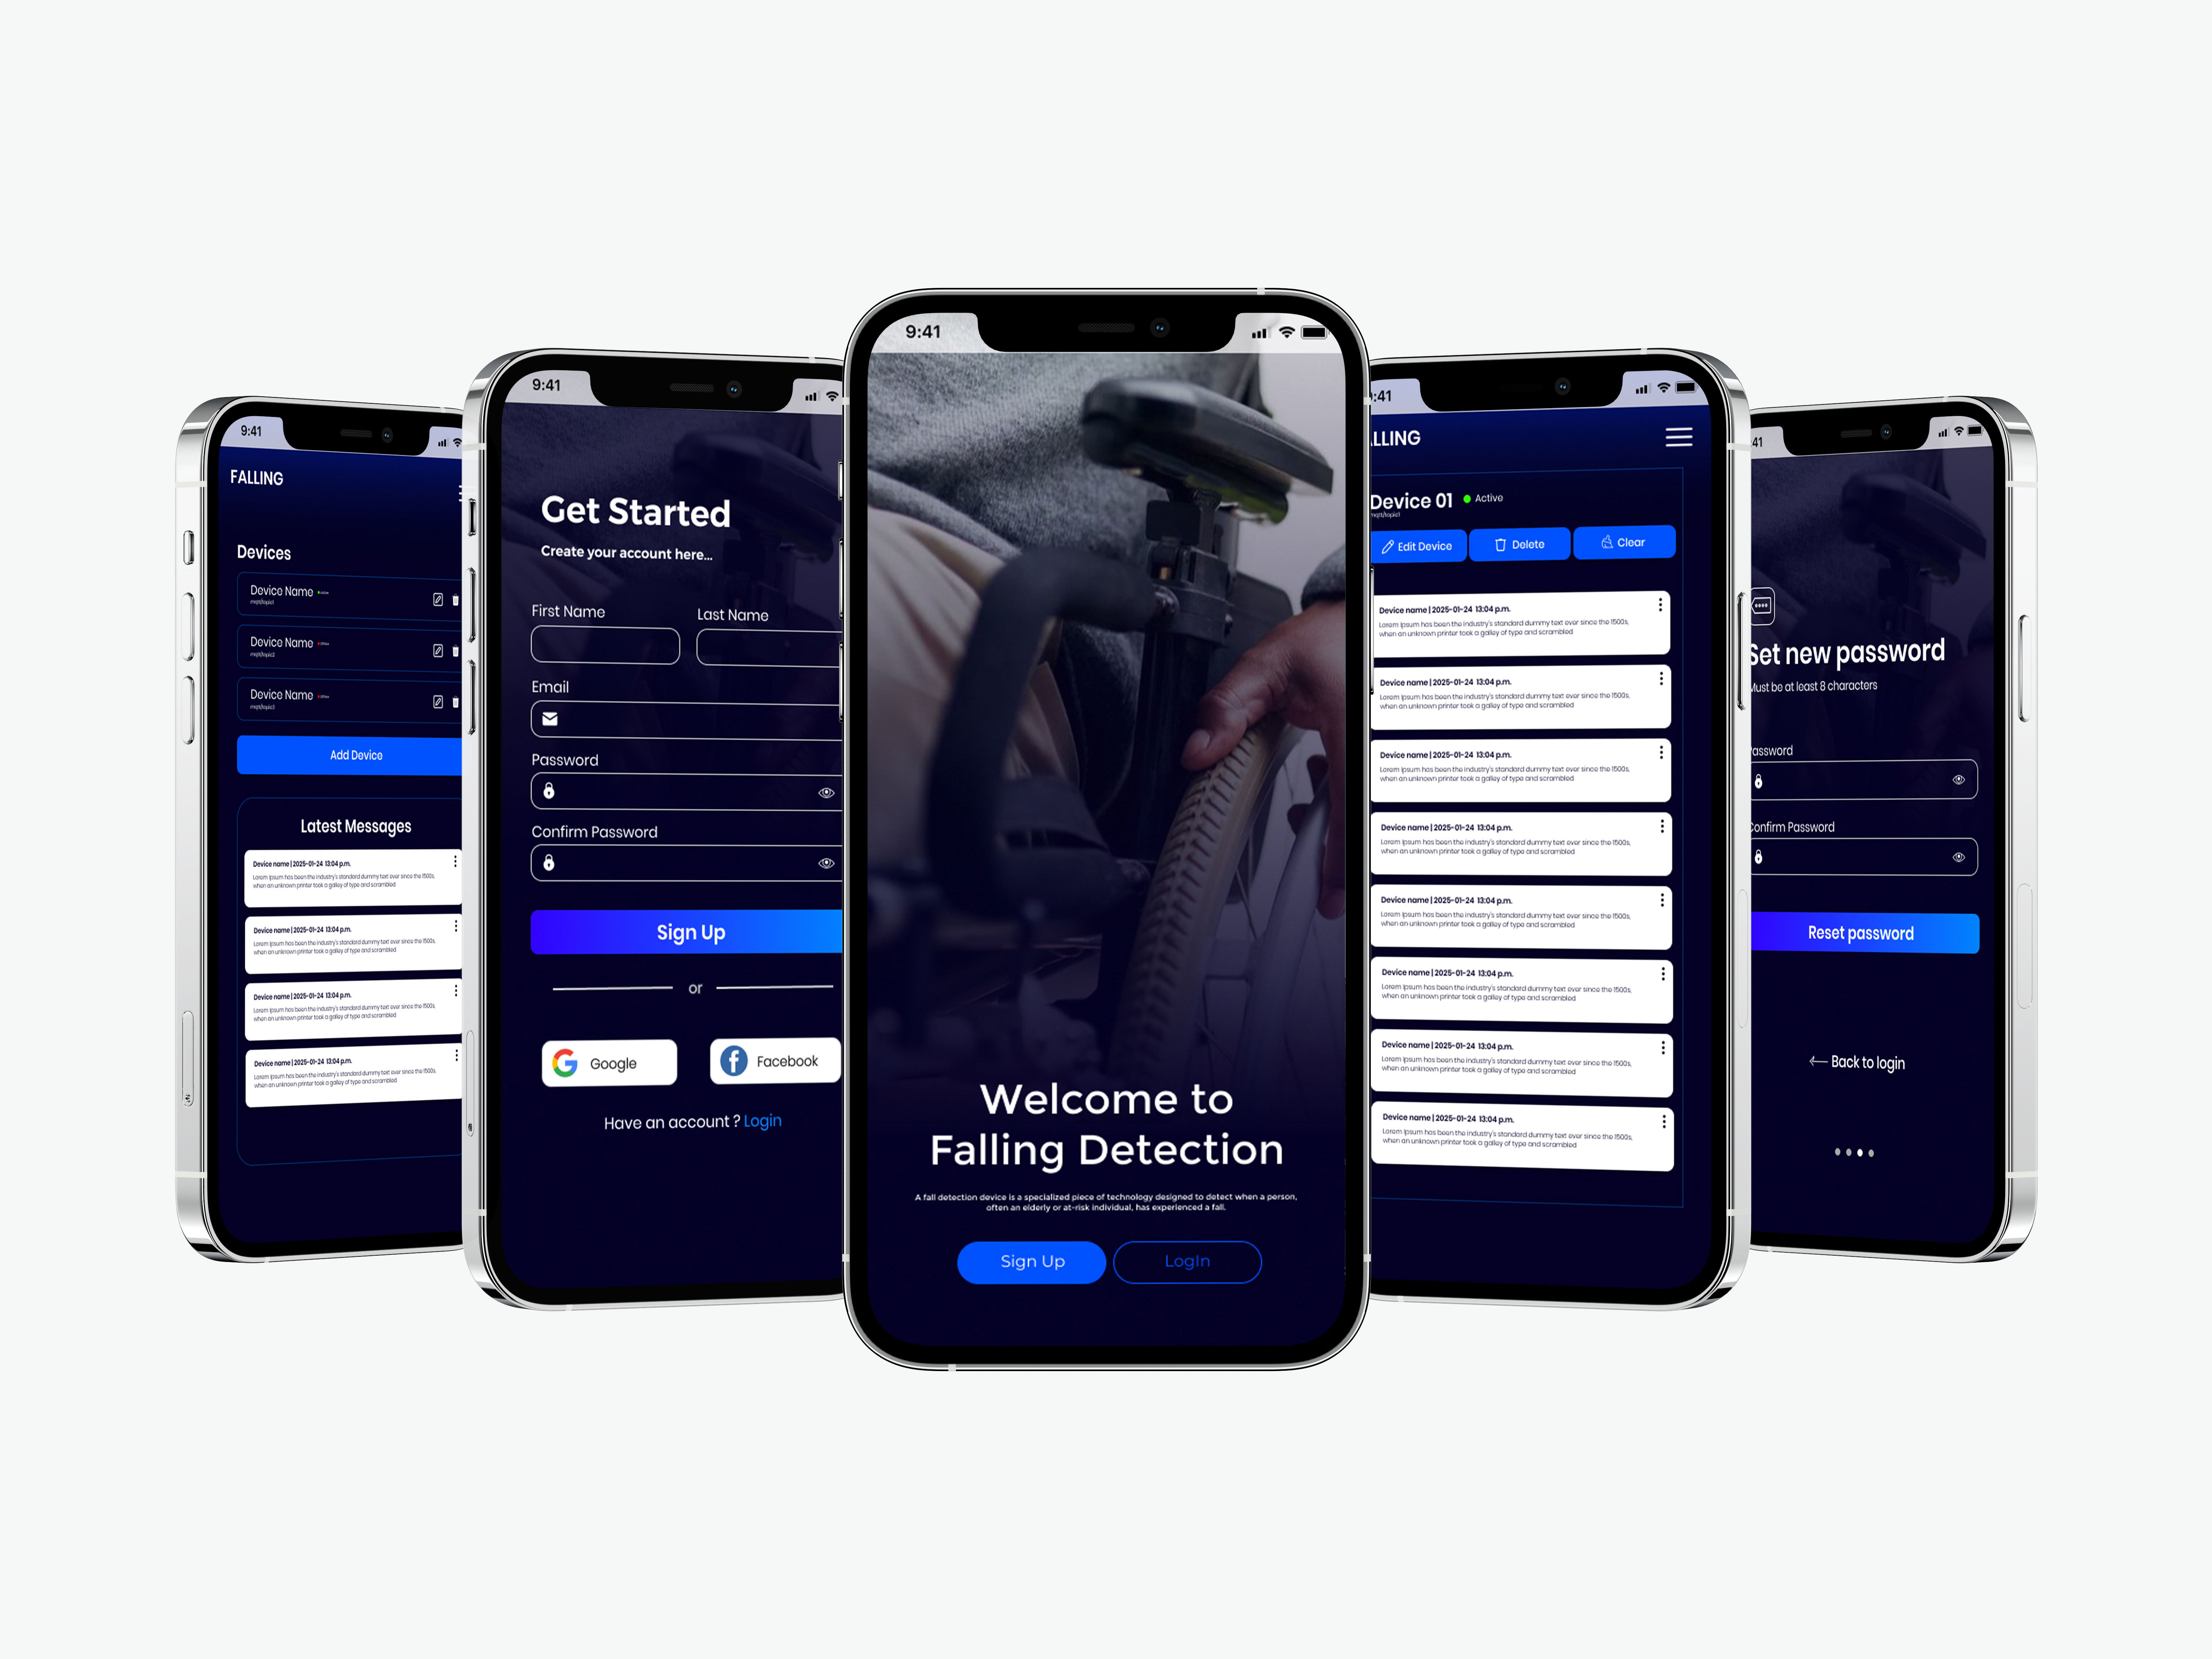 9:41
FALLING
Devices
Device Name
mqtt/topic1
Device Name
mqtt/topic2
Device Name
mqtt/topic3
Add Device
Latest Messages
Device name | 2025-01-24 13:04 p.m.
Lorem Ipsum has been the industry's standard dummy text ever since the 1500s,
when an unknown printer took a galley of type and scrambled
Device name | 2025-01-24 13:04 p.m.
Lorem Ipsum has been the industry's standard dummy text ever since the 1500s,
when an unknown printer took a galley of type and scrambled
Device name | 2025-01-24 13:04 p.m.
Lorem Ipsum has been the industry's standard dummy text ever since the 1500s,
when an unknown printer took a galley of type and scrambled
Device name | 2025-01-24 13:04 p.m.
Lorem Ipsum has been the industry's standard dummy text ever since the 1500s,
when an unknown printer took a galley of type and scrambled
9:41
Get Started
Create your account here...
First Name
Last Name
Email
Password
Confirm Password
Sign Up
or
Google
Facebook
Have an account ? Login
9:41
Welcome to
Falling Detection
A fall detection device is a specialized piece of technology designed to detect when a person,
often an elderly or at-risk individual, has experienced a fall.
Sign Up
LogIn
:41
LLING
Device 01
Active
mqtt/topic1
Edit Device
Delete
Clear
Device name | 2025-01-24 13:04 p.m.
Lorem Ipsum has been the industry's standard dummy text ever since the 1500s,
when an unknown printer took a galley of type and scrambled
Device name | 2025-01-24 13:04 p.m.
Lorem Ipsum has been the industry's standard dummy text ever since the 1500s,
when an unknown printer took a galley of type and scrambled
Device name | 2025-01-24 13:04 p.m.
Lorem Ipsum has been the industry's standard dummy text ever since the 1500s,
when an unknown printer took a galley of type and scrambled
Device name | 2025-01-24 13:04 p.m.
Lorem Ipsum has been the industry's standard dummy text ever since the 1500s,
when an unknown printer took a galley of type and scrambled
Device name | 2025-01-24 13:04 p.m.
Lorem Ipsum has been the industry's standard dummy text ever since the 1500s,
when an unknown printer took a galley of type and scrambled
Device name | 2025-01-24 13:04 p.m.
Lorem Ipsum has been the industry's standard dummy text ever since the 1500s,
when an unknown printer took a galley of type and scrambled
Device name | 2025-01-24 13:04 p.m.
Lorem Ipsum has been the industry's standard dummy text ever since the 1500s,
when an unknown printer took a galley of type and scrambled
Device name | 2025-01-24 13:04 p.m.
Lorem Ipsum has been the industry's standard dummy text ever since the 1500s,
when an unknown printer took a galley of type and scrambled
41
Set new password
Must be at least 8 characters
assword
Confirm Password
Reset password
Back to login